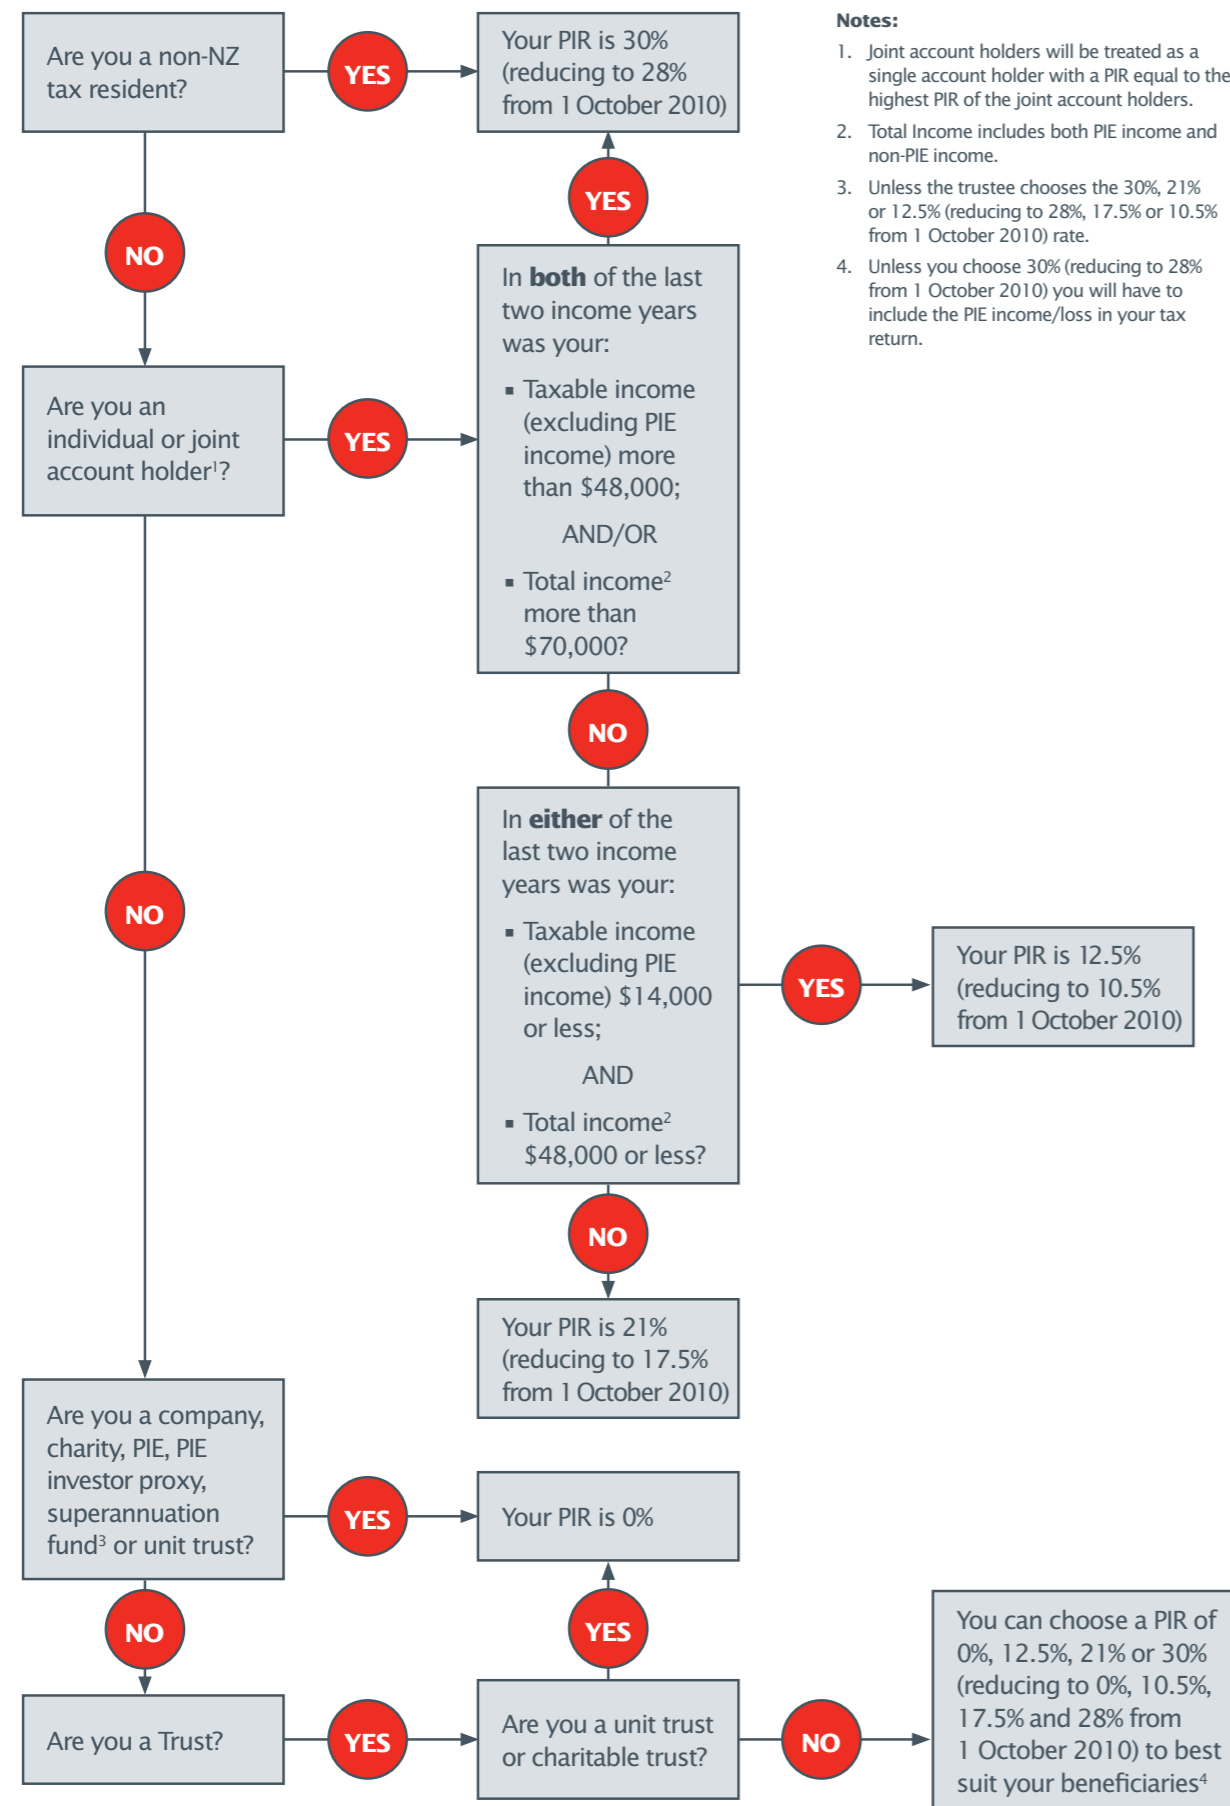 Are you a non-NZ
tax resident?
YES
Your PIR is 30%
(reducing to 28%
from 1 October 2010)
Notes:
1. Joint account holders will be treated as a
single account holder with a PIR equal to the
highest PIR of the joint account holders.
2. Total Income includes both PIE income and
non-PIE income.
3. Unless the trustee chooses the 30%, 21%
or 12.5% (reducing to 28%, 17.5% or 10.5%
from 1 October 2010) rate.
4. Unless you choose 30% (reducing to 28%
from 1 October 2010) you will have to
include the PIE income/loss in your tax
return.
YES
NO
Are you an
individual or joint
account holder¹?
YES
In both of the last
two income years
was your:
▪ Taxable income
(excluding PIE
income) more
than $48,000;
AND/OR
▪ Total income²
more than
$70,000?
NO
In either of the
last two income
years was your:
▪ Taxable income
(excluding PIE
income) $14,000
or less;
AND
▪ Total income²
$48,000 or less?
YES
Your PIR is 12.5%
(reducing to 10.5%
from 1 October 2010)
NO
NO
Your PIR is 21%
(reducing to 17.5%
from 1 October 2010)
Are you a company,
charity, PIE, PIE
investor proxy,
superannuation
fund³ or unit trust?
YES
Your PIR is 0%
NO
YES
Are you a Trust?
YES
Are you a unit trust
or charitable trust?
NO
You can choose a PIR of
0%, 12.5%, 21% or 30%
(reducing to 0%, 10.5%,
17.5% and 28% from
1 October 2010) to best
suit your beneficiaries⁴